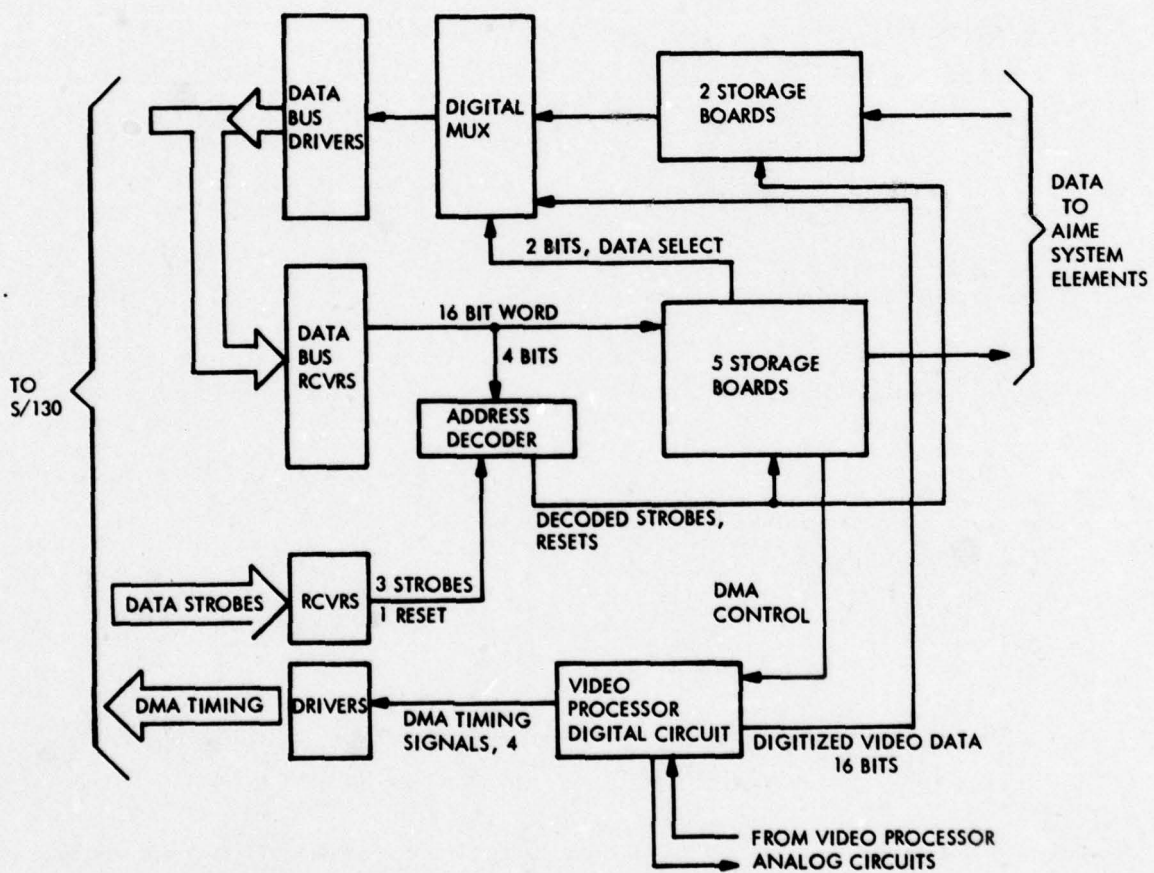 DATA
BUS
DRIVERS
DIGITAL
MUX
2 STORAGE
BOARDS
DATA
TO
AIME
SYSTEM
ELEMENTS
2 BITS, DATA SELECT
DATA
BUS
RCVRS
16 BIT WORD
4 BITS
5 STORAGE
BOARDS
TO
S/130
ADDRESS
DECODER
DECODED STROBES,
RESETS
DATA STROBES
RCVRS
3 STROBES
1 RESET
DMA
CONTROL
DMA TIMING
DRIVERS
DMA TIMING
SIGNALS, 4
VIDEO
PROCESSOR
DIGITAL CIRCUIT
DIGITIZED VIDEO DATA
16 BITS
FROM VIDEO PROCESSOR
ANALOG CIRCUITS